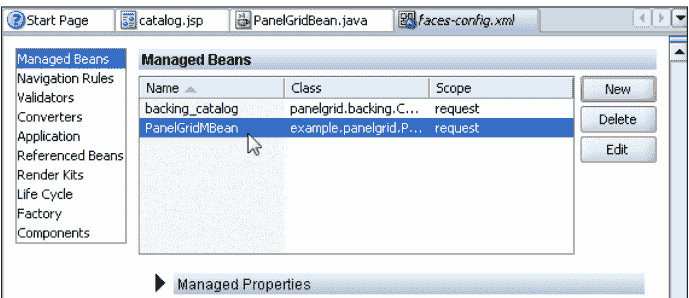 Start Page catalog.jsp PanelGridBean.java faces-config.xml
Managed Beans
Navigation Rules
Validators
Converters
Application
Referenced Beans
Render Kits
Life Cycle
Factory
Components
Managed Beans
Name Class Scope
backing_catalog panelgrid.backing.C... request
PanelGridMBean example.panelgrid.P... request
New
Delete
Edit
Managed Properties